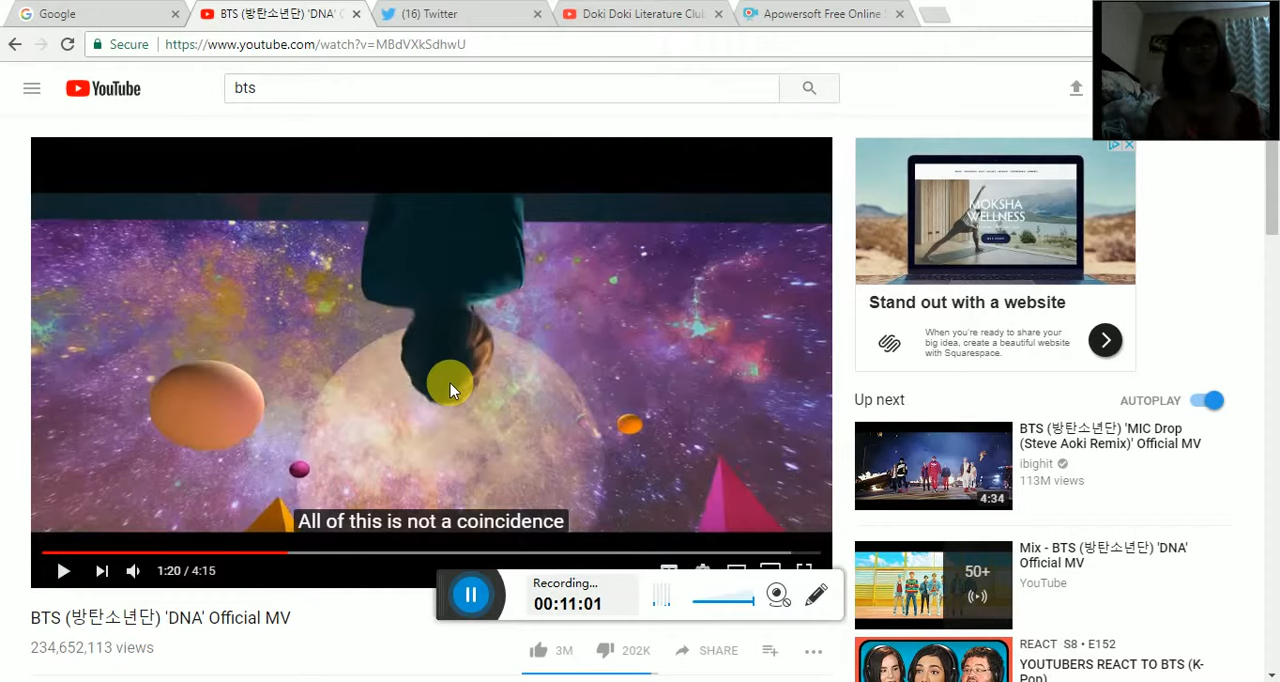 Google
BTS (방탄소년단) 'DNA' (
(16) Twitter
Doki Doki Literature Club
Apowersoft Free Online
Secure
https://www.youtube.com/watch?v=MBdVXkSdhwU
YouTube
bts
MOKSHA
WELLNESS
Stand out with a website
When you're ready to share your
big idea, create a beautiful website
with Squarespace.
All of this is not a coincidence
1:20 / 4:15
Recording...
00:11:01
BTS (방탄소년단) 'DNA' Official MV
234,652,113 views
3M
202K
SHARE
Up next
AUTOPLAY
BTS (방탄소년단) 'MIC Drop
(Steve Aoki Remix)' Official MV
ibighit
113M views
4:34
50+
Mix - BTS (방탄소년단) 'DNA'
Official MV
YouTube
REACT S8 • E152
YOUTUBERS REACT TO BTS (K-
Pop)